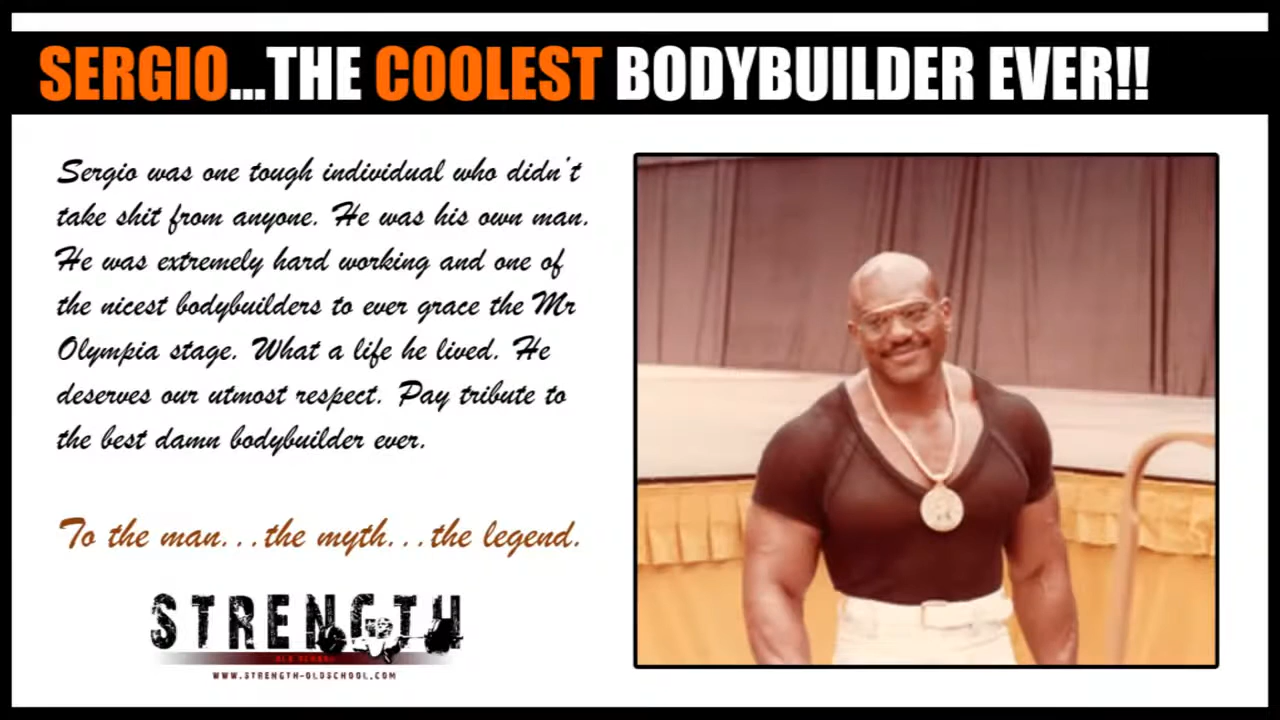 SERGIO...THE COOLEST BODYBUILDER EVER!!
Sergio was one tough individual who didn't
take shit from anyone. He was his own man.
He was extremely hard working and one of
the nicest bodybuilders to ever grace the Mr
Olympia stage. What a life he lived. He
deserves our utmost respect. Pay tribute to
the best damn bodybuilder ever.
To the man...the myth...the legend.
STRENGTH
OLD SCHOOL
WWW.STRENGTH-OLDSCHOOL.COM